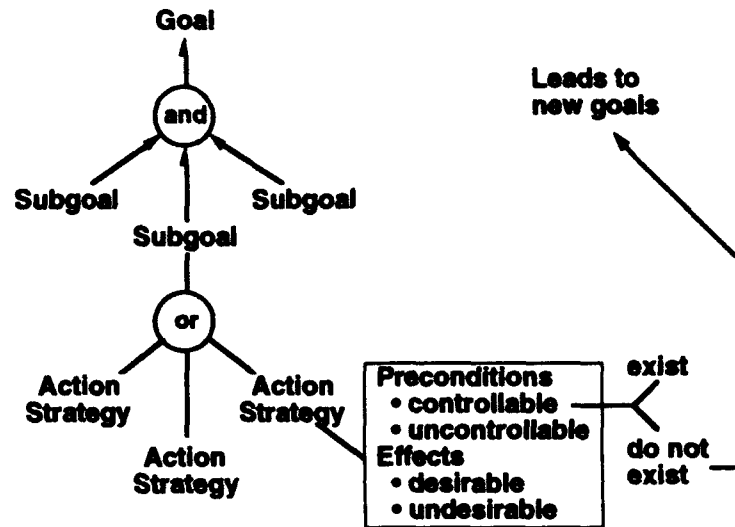 Goal
and
Leads to
new goals
Subgoal
Subgoal
Subgoal
or
Action
Strategy
Action
Strategy
Action
Strategy
Preconditions
• controllable
• uncontrollable
Effects
• desirable
• undesirable
exist
do not
exist